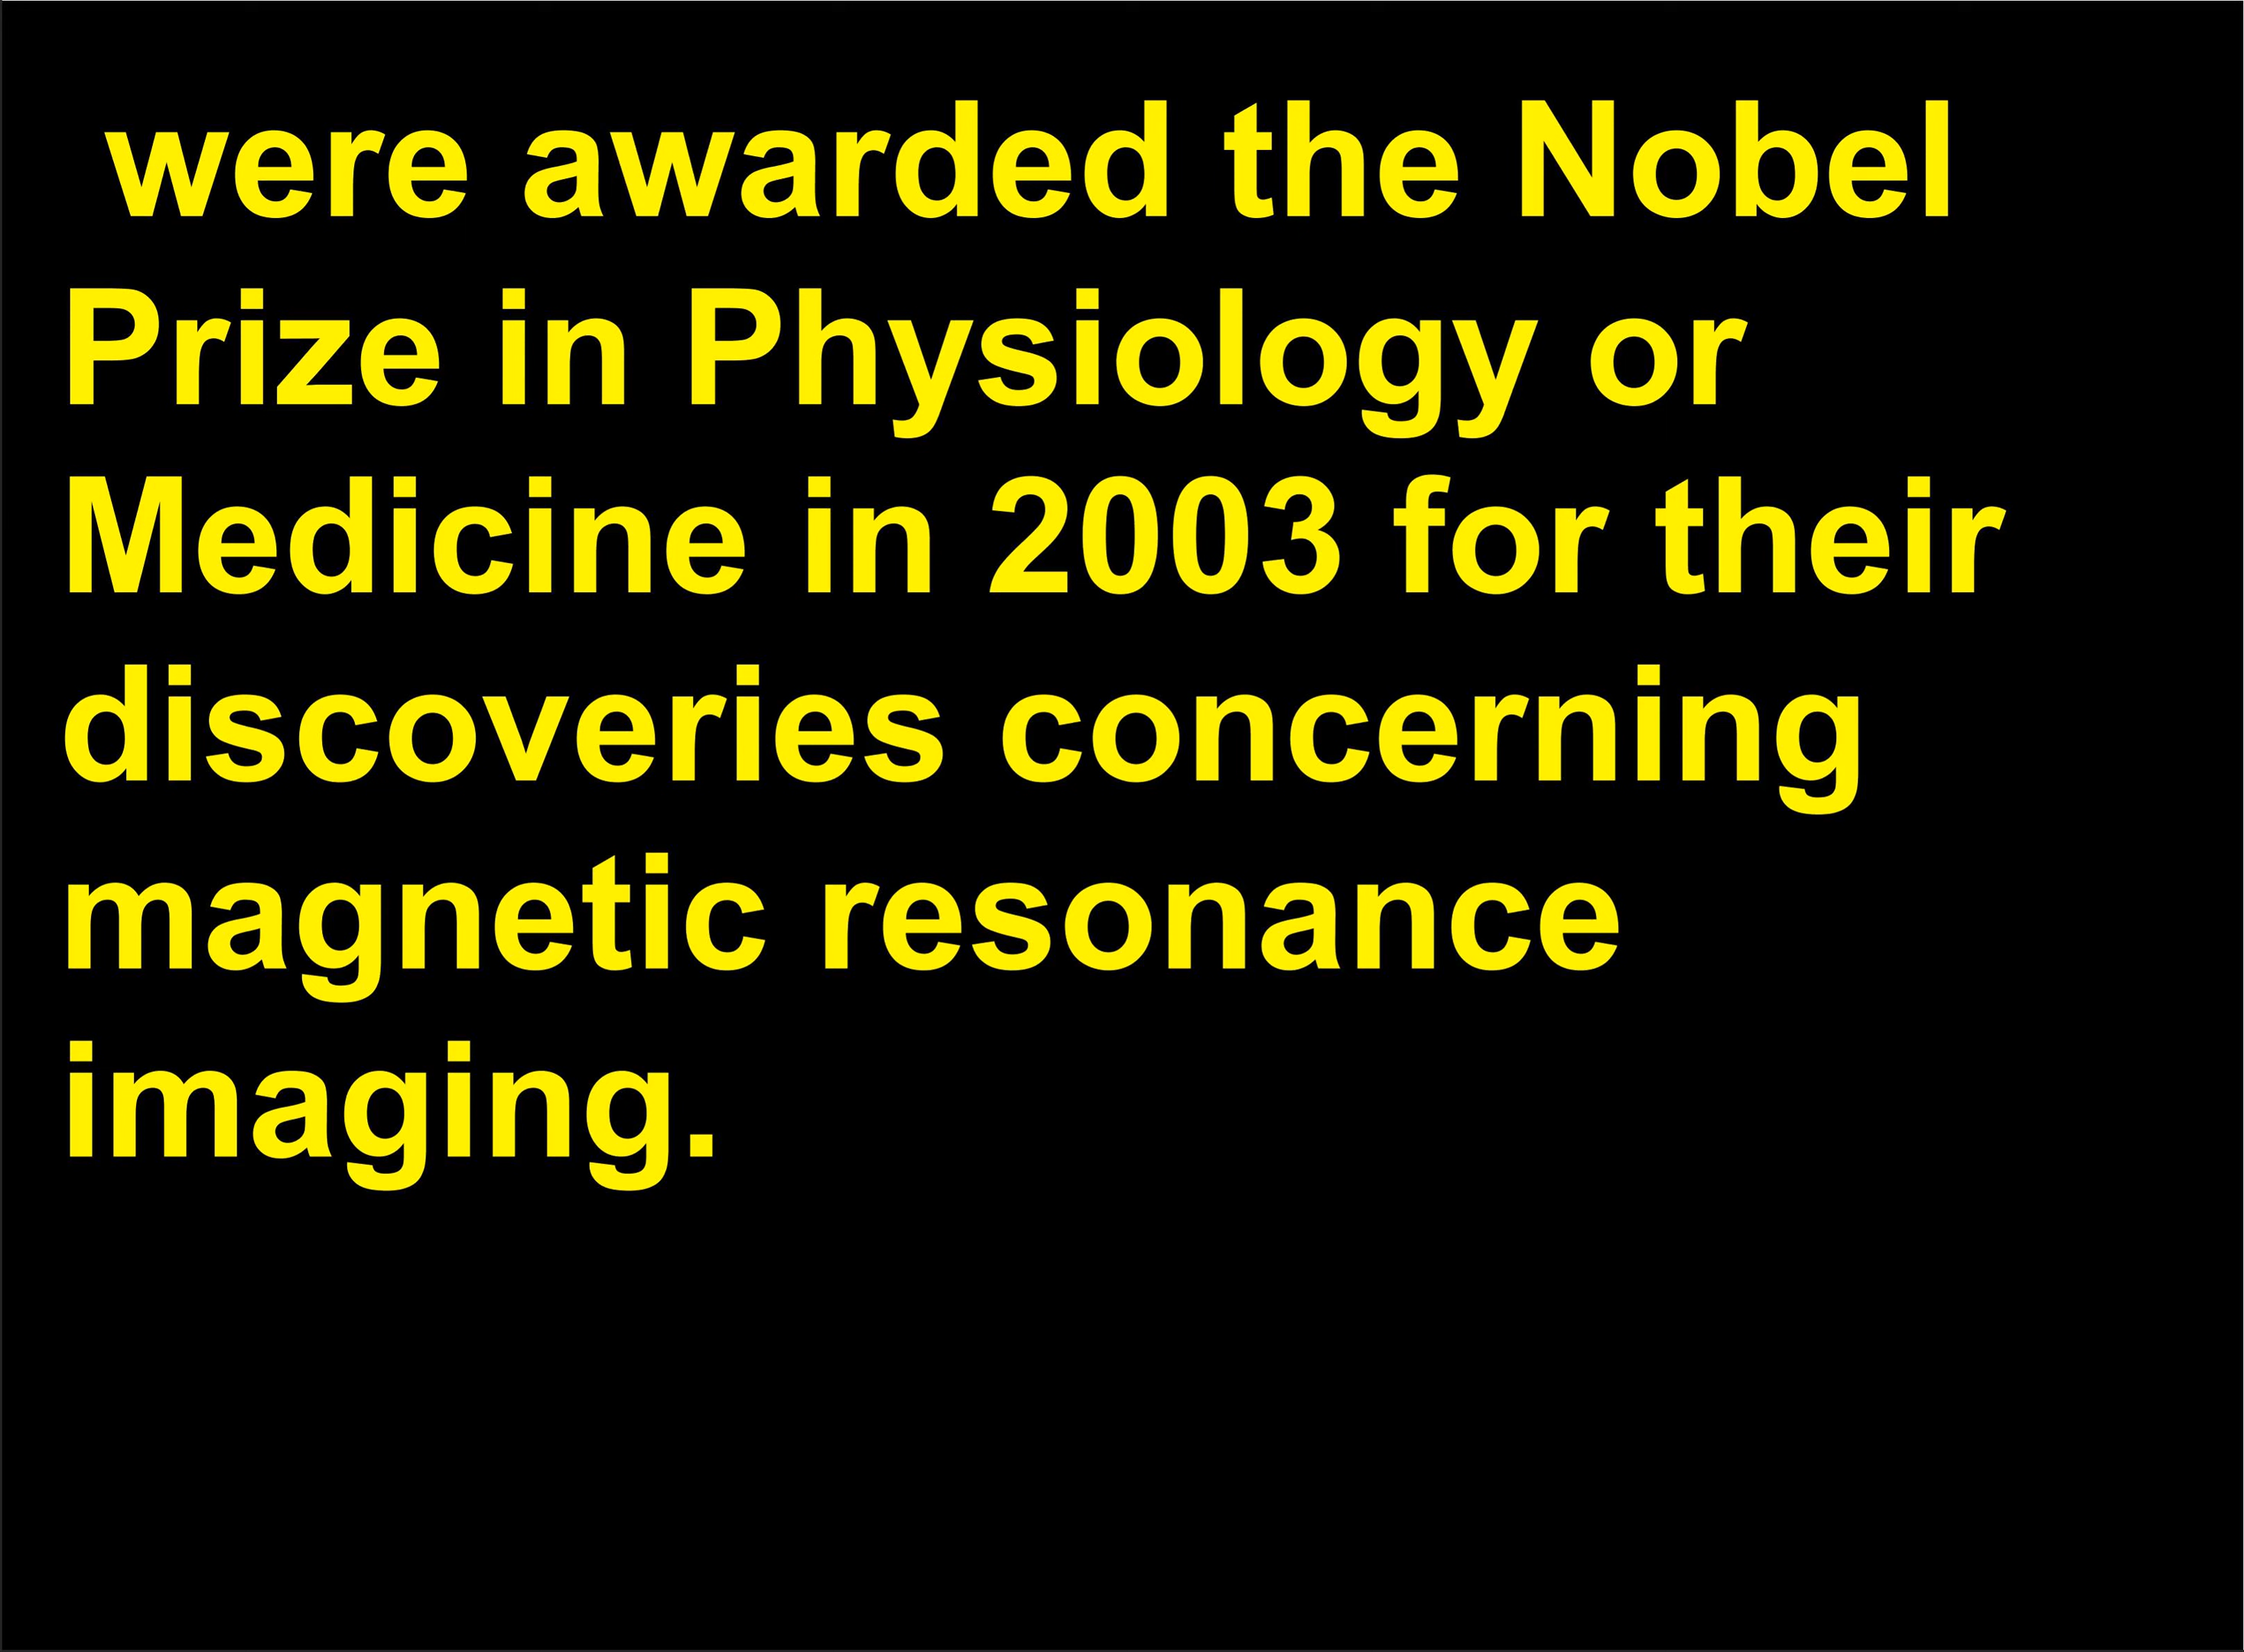 were awarded the Nobel
Prize in Physiology or
Medicine in 2003 for their
discoveries concerning
magnetic resonance
imaging.